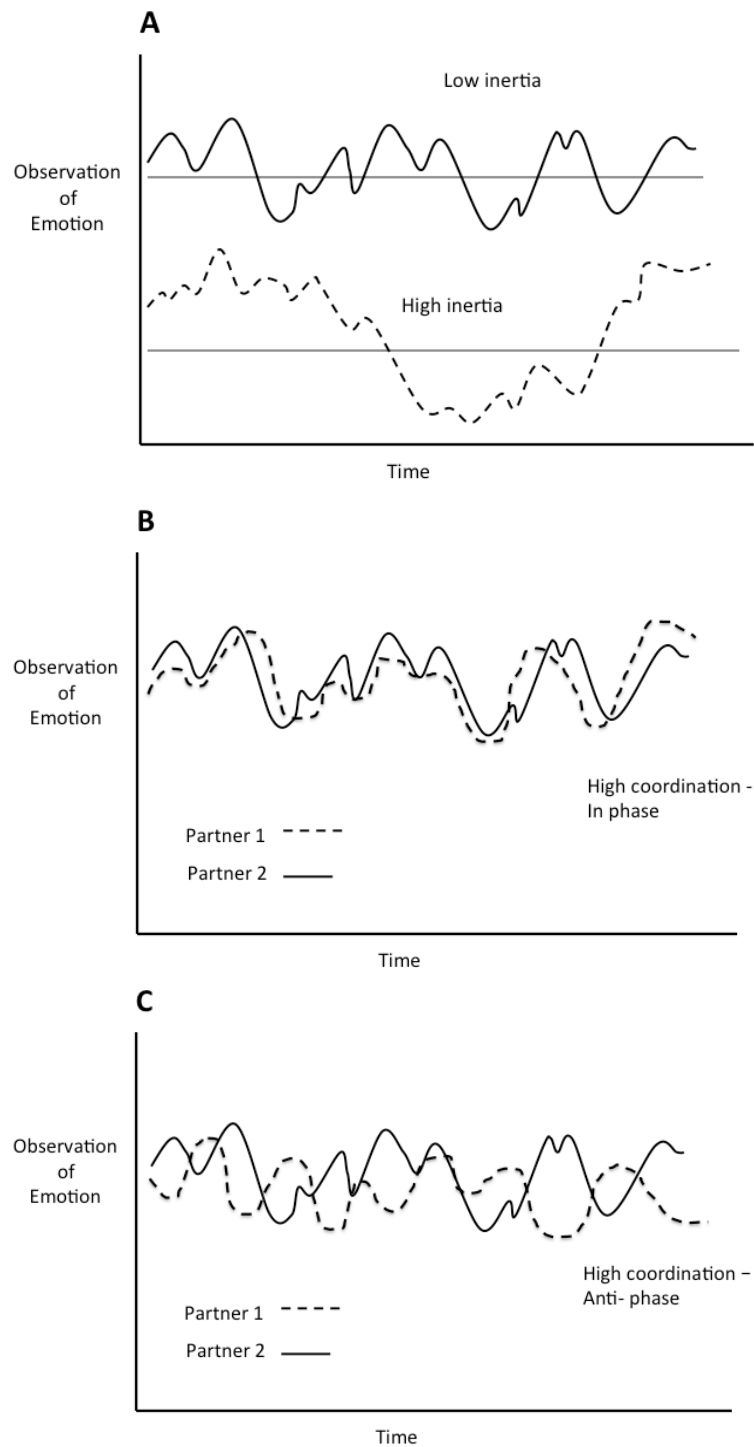 A
Low inertia
Observation
of
Emotion
High inertia
Time
B
Observation
of
Emotion
High coordination -
In phase
Partner 1
Partner 2
Time
C
Observation
of
Emotion
High coordination –
Anti- phase
Partner 1
Partner 2
Time